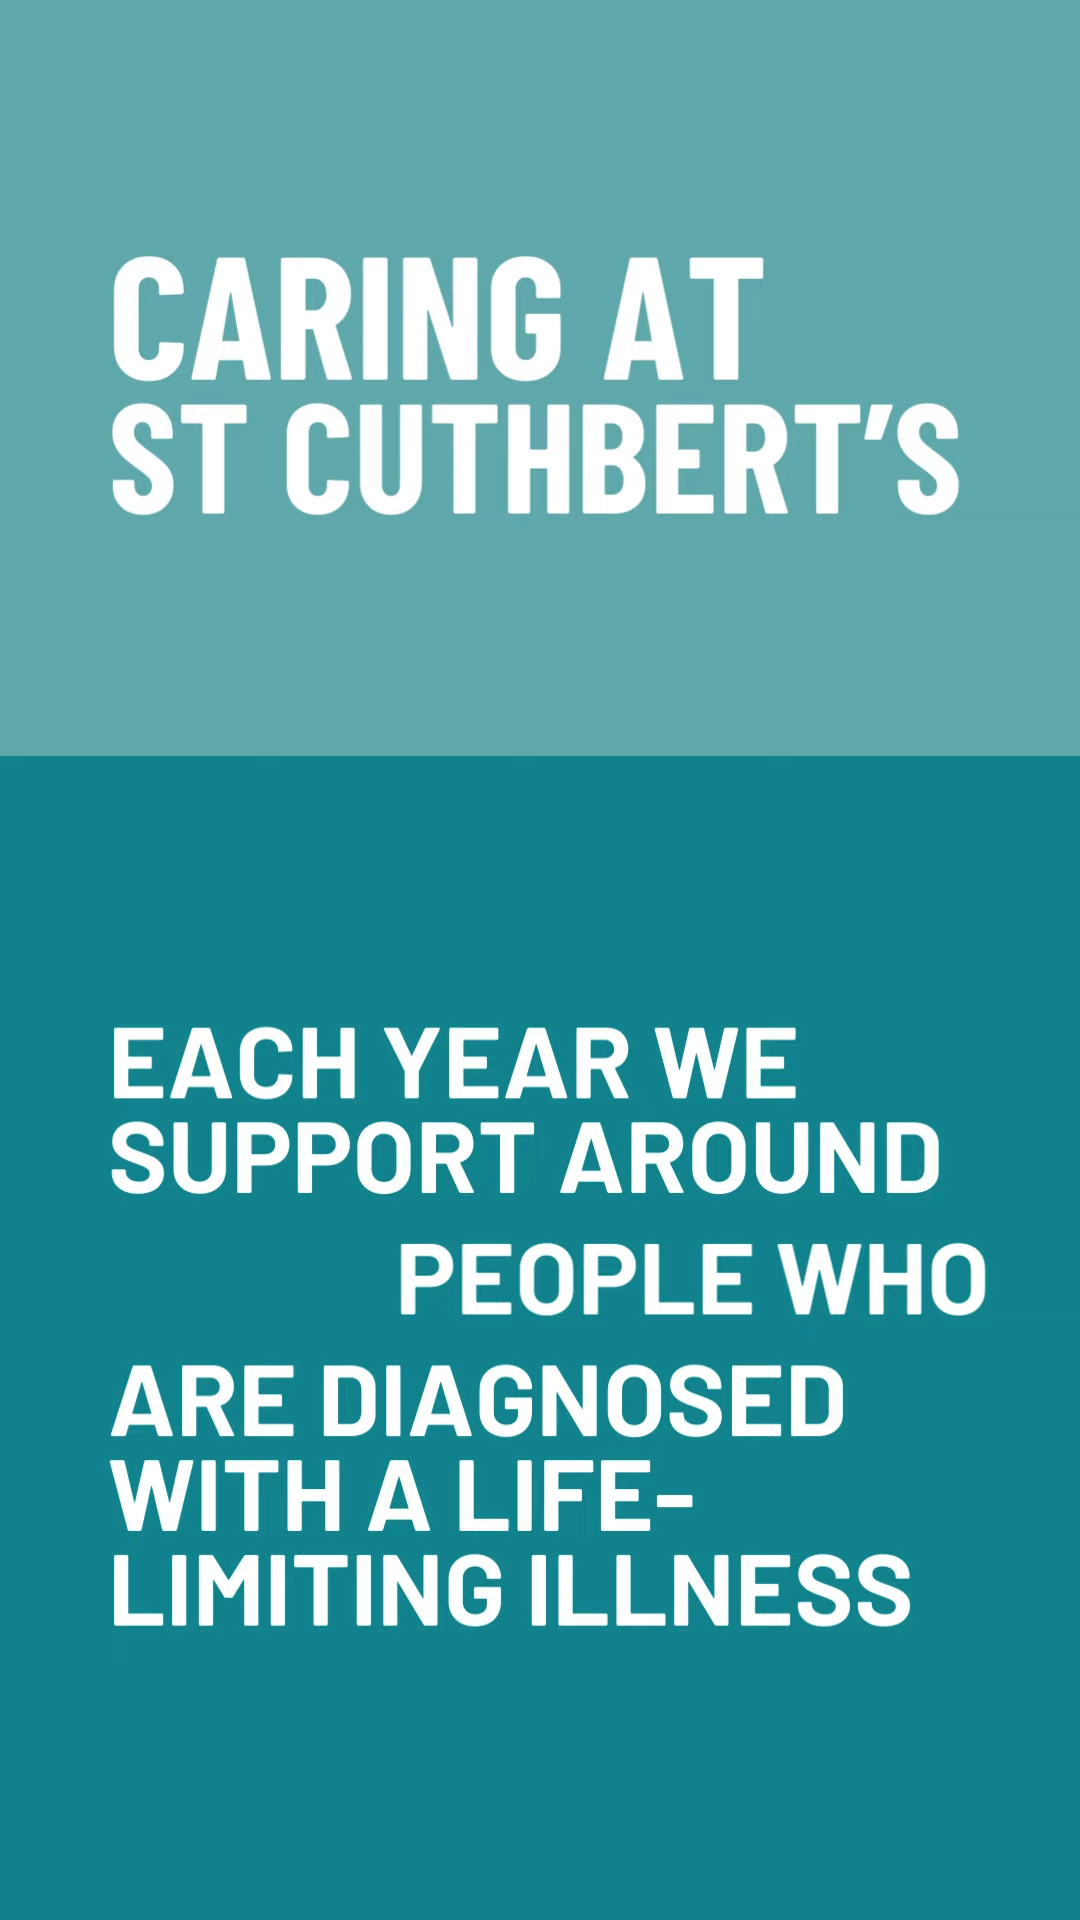 CARING AT
ST CUTHBERT’S
EACH YEAR WE
SUPPORT AROUND
PEOPLE WHO
ARE DIAGNOSED
WITH A LIFE-
LIMITING ILLNESS